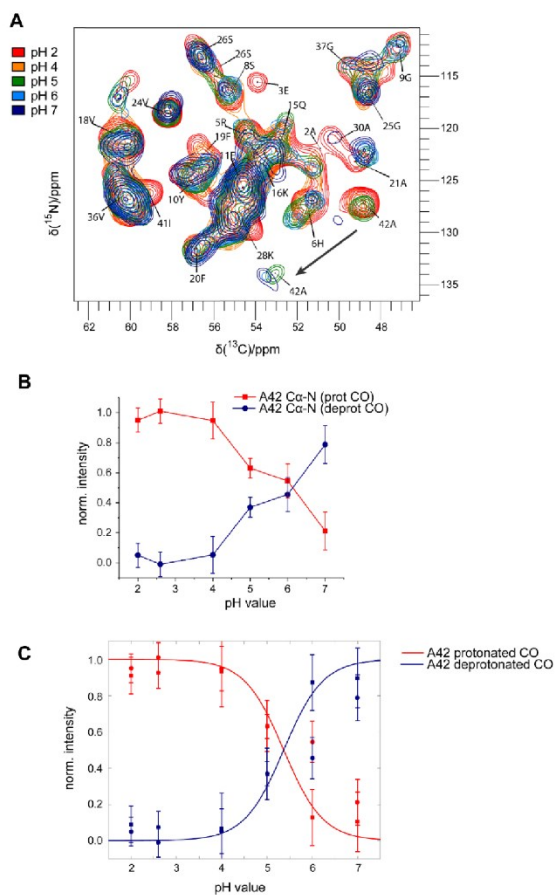 A
pH 2
pH 4
pH 5
pH 6
pH 7
26S
26S
8S
3E
37G
9G
24V
15Q
25G
5R
2A
30A
18V
19F
1E
21A
10Y
16K
42A
36V
41I
6H
28K
20F
42A
115
120
125
130
135
δ(¹⁵N)/ppm
62 60 58 56 54 52 50 48
δ(¹³C)/ppm
B
A42 Cα-N (prot CO)
A42 Cα-N (deprot CO)
norm. intensity
1.0
0.8
0.6
0.4
0.2
0.0
2 3 4 5 6 7
pH value
C
A42 protonated CO
A42 deprotonated CO
norm. intensity
1.0
0.8
0.6
0.4
0.2
0.0
2 3 4 5 6 7
pH value